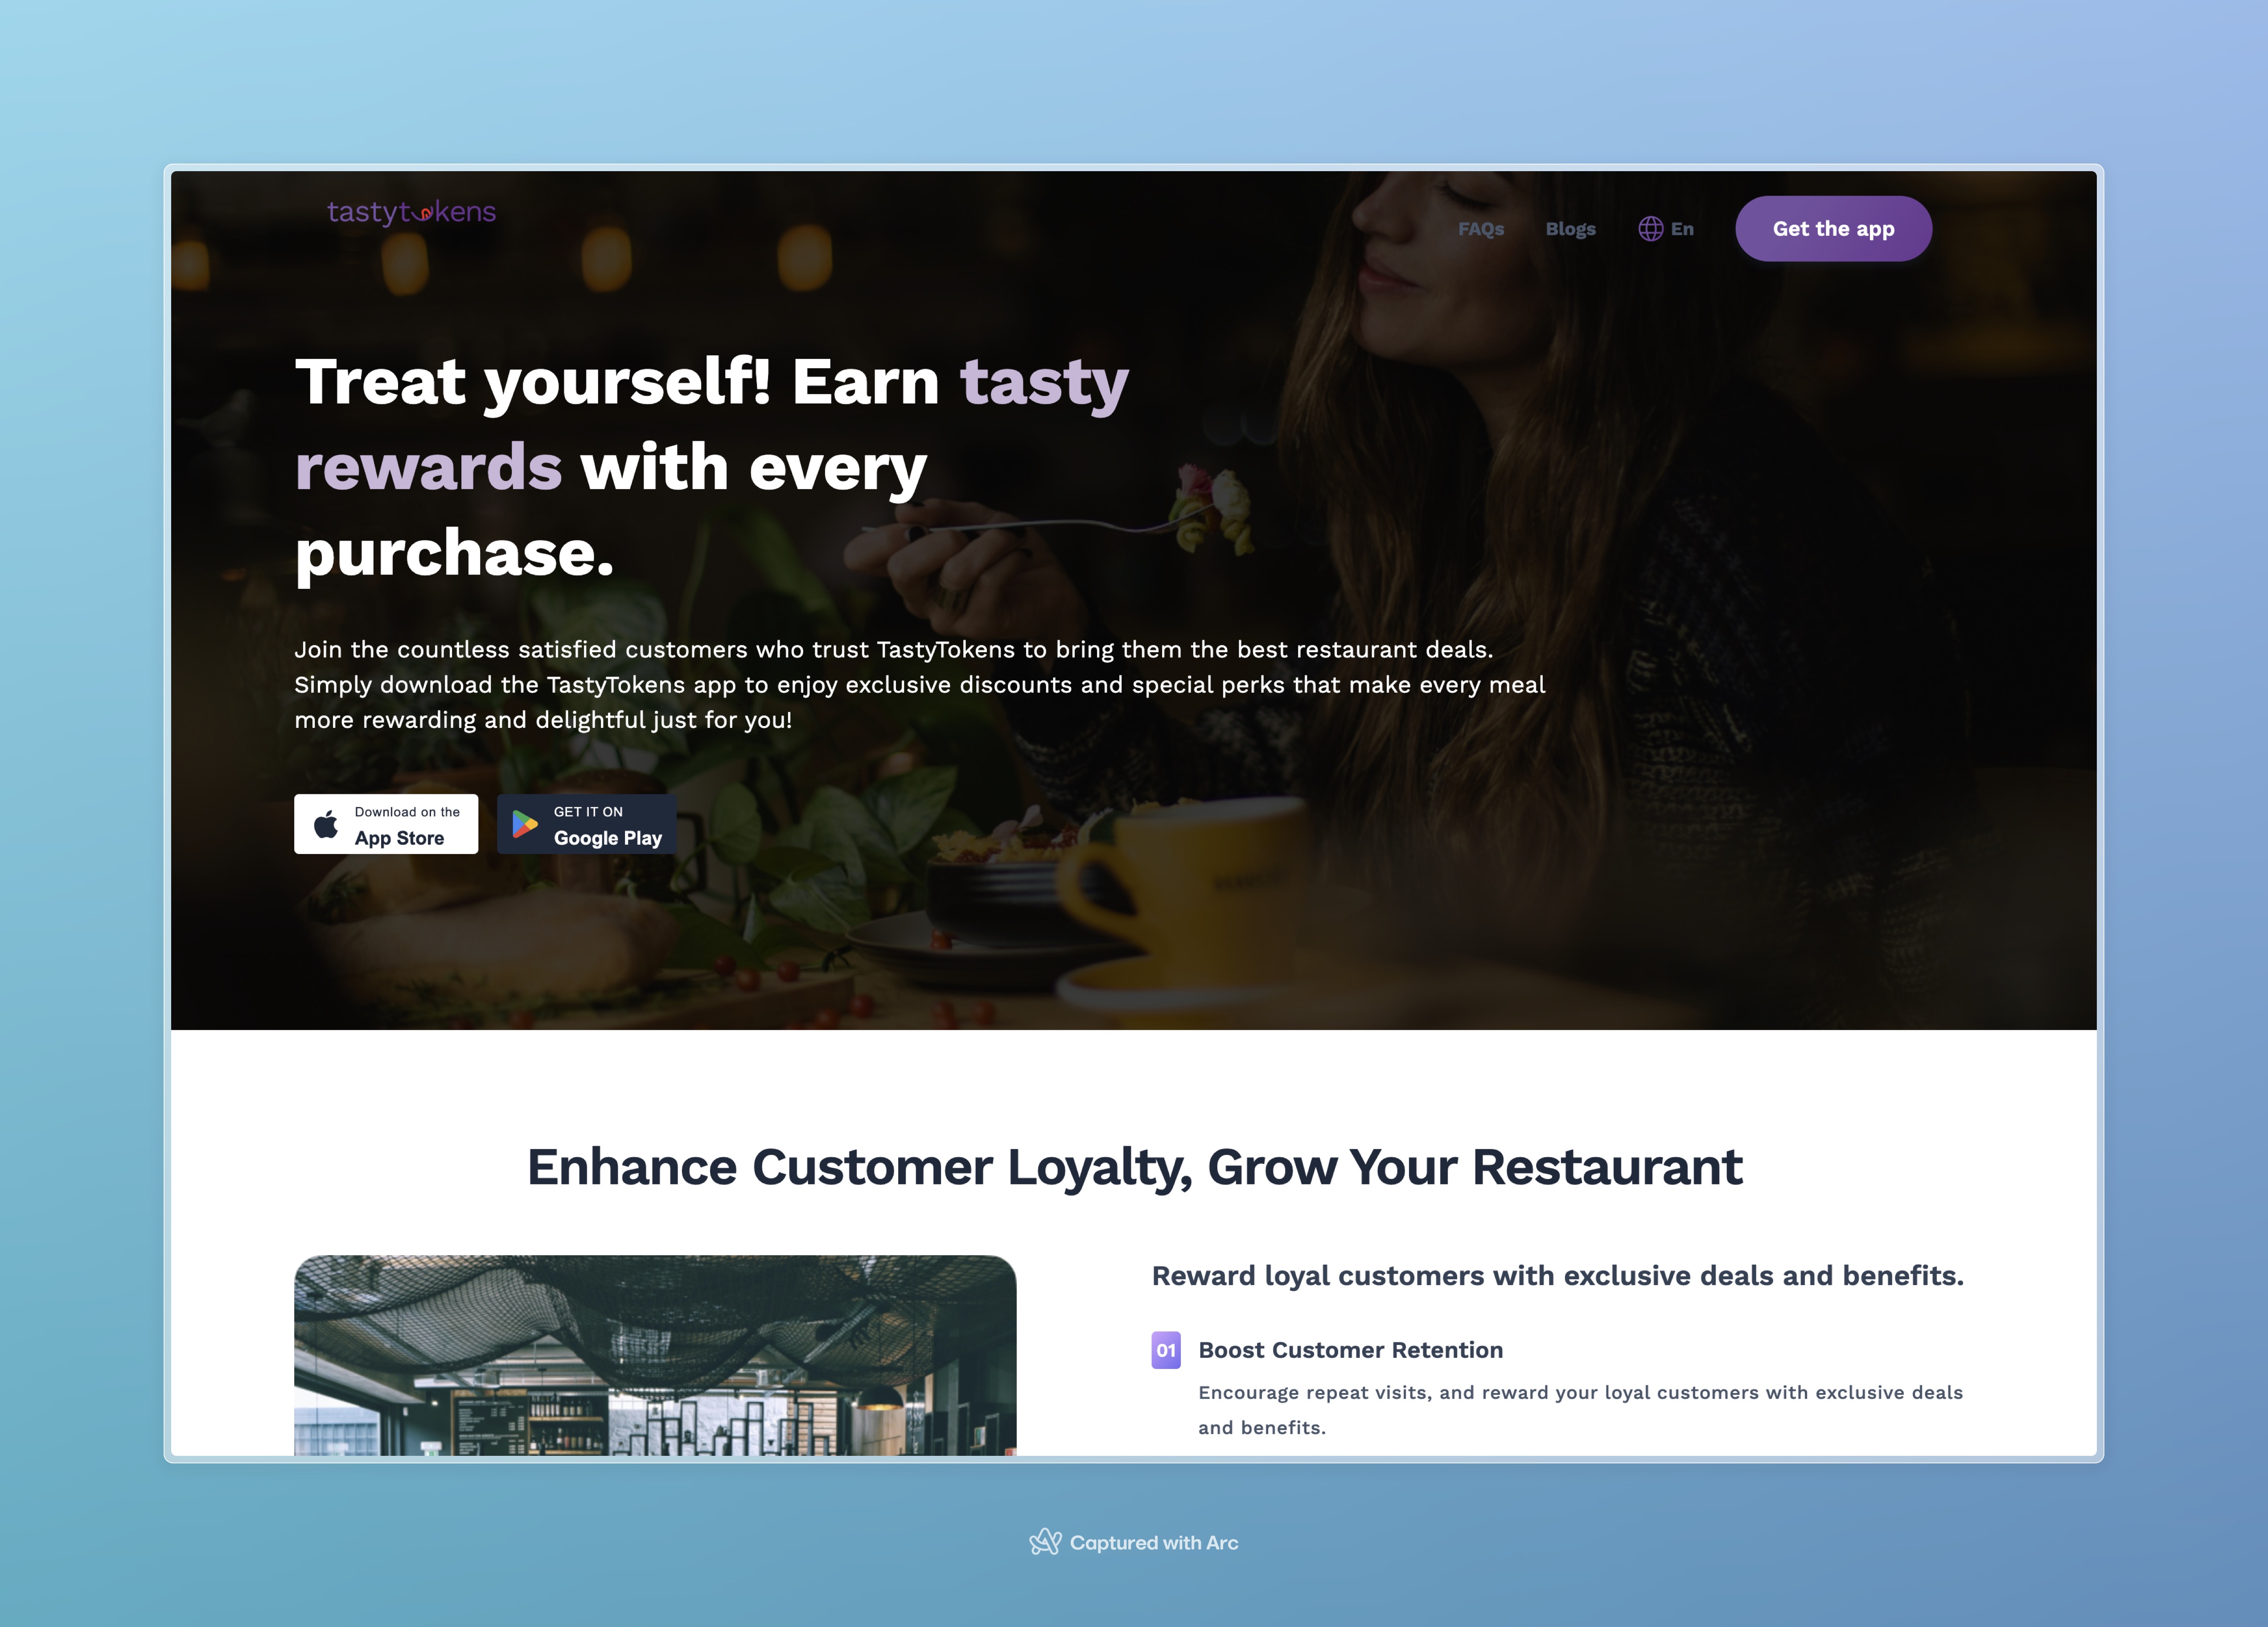 tastytokens
FAQs
Blogs
En
Get the app
Treat yourself! Earn tasty
rewards with every
purchase.
Join the countless satisfied customers who trust TastyTokens to bring them the best restaurant deals.
Simply download the TastyTokens app to enjoy exclusive discounts and special perks that make every meal
more rewarding and delightful just for you!
Download on the
App Store
GET IT ON
Google Play
Enhance Customer Loyalty, Grow Your Restaurant
Reward loyal customers with exclusive deals and benefits.
01 Boost Customer Retention
Encourage repeat visits, and reward your loyal customers with exclusive deals
and benefits.
Captured with Arc